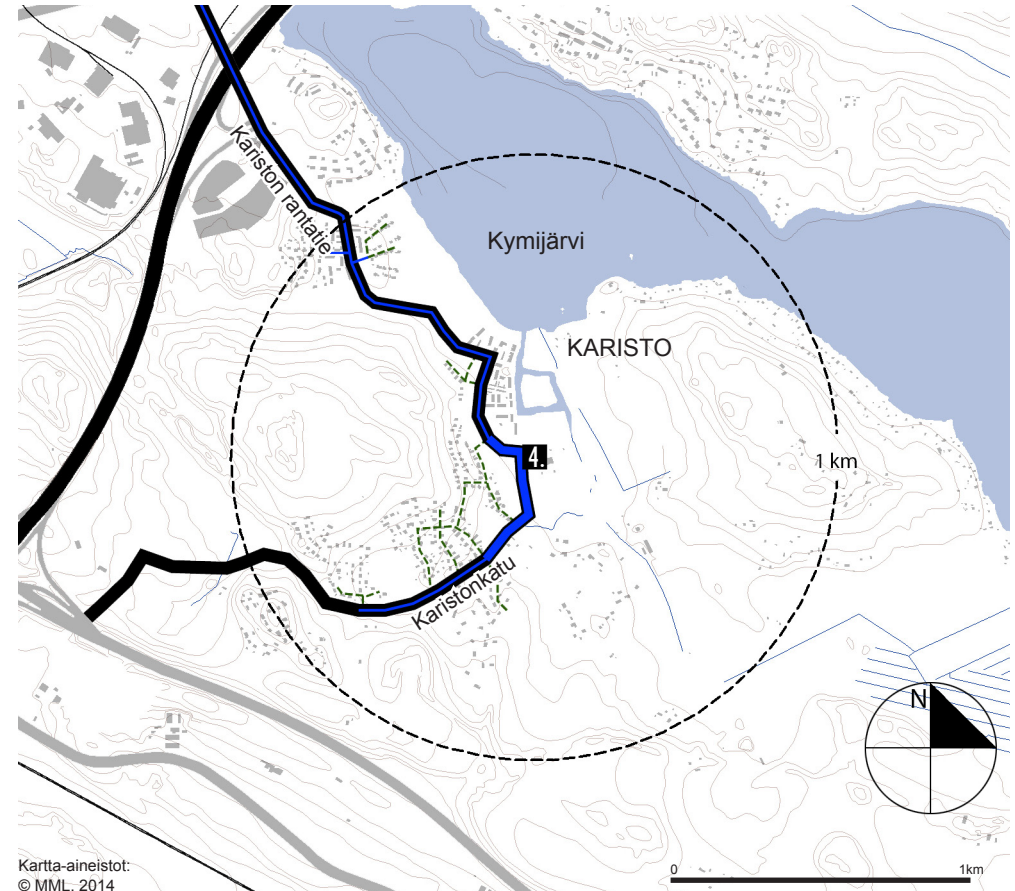 Kariston rantatie
Kymijärvi
KARISTO
4.
1 km
Karistonkatu
N
Kartta-aineistot:
© MML, 2014
0 1km